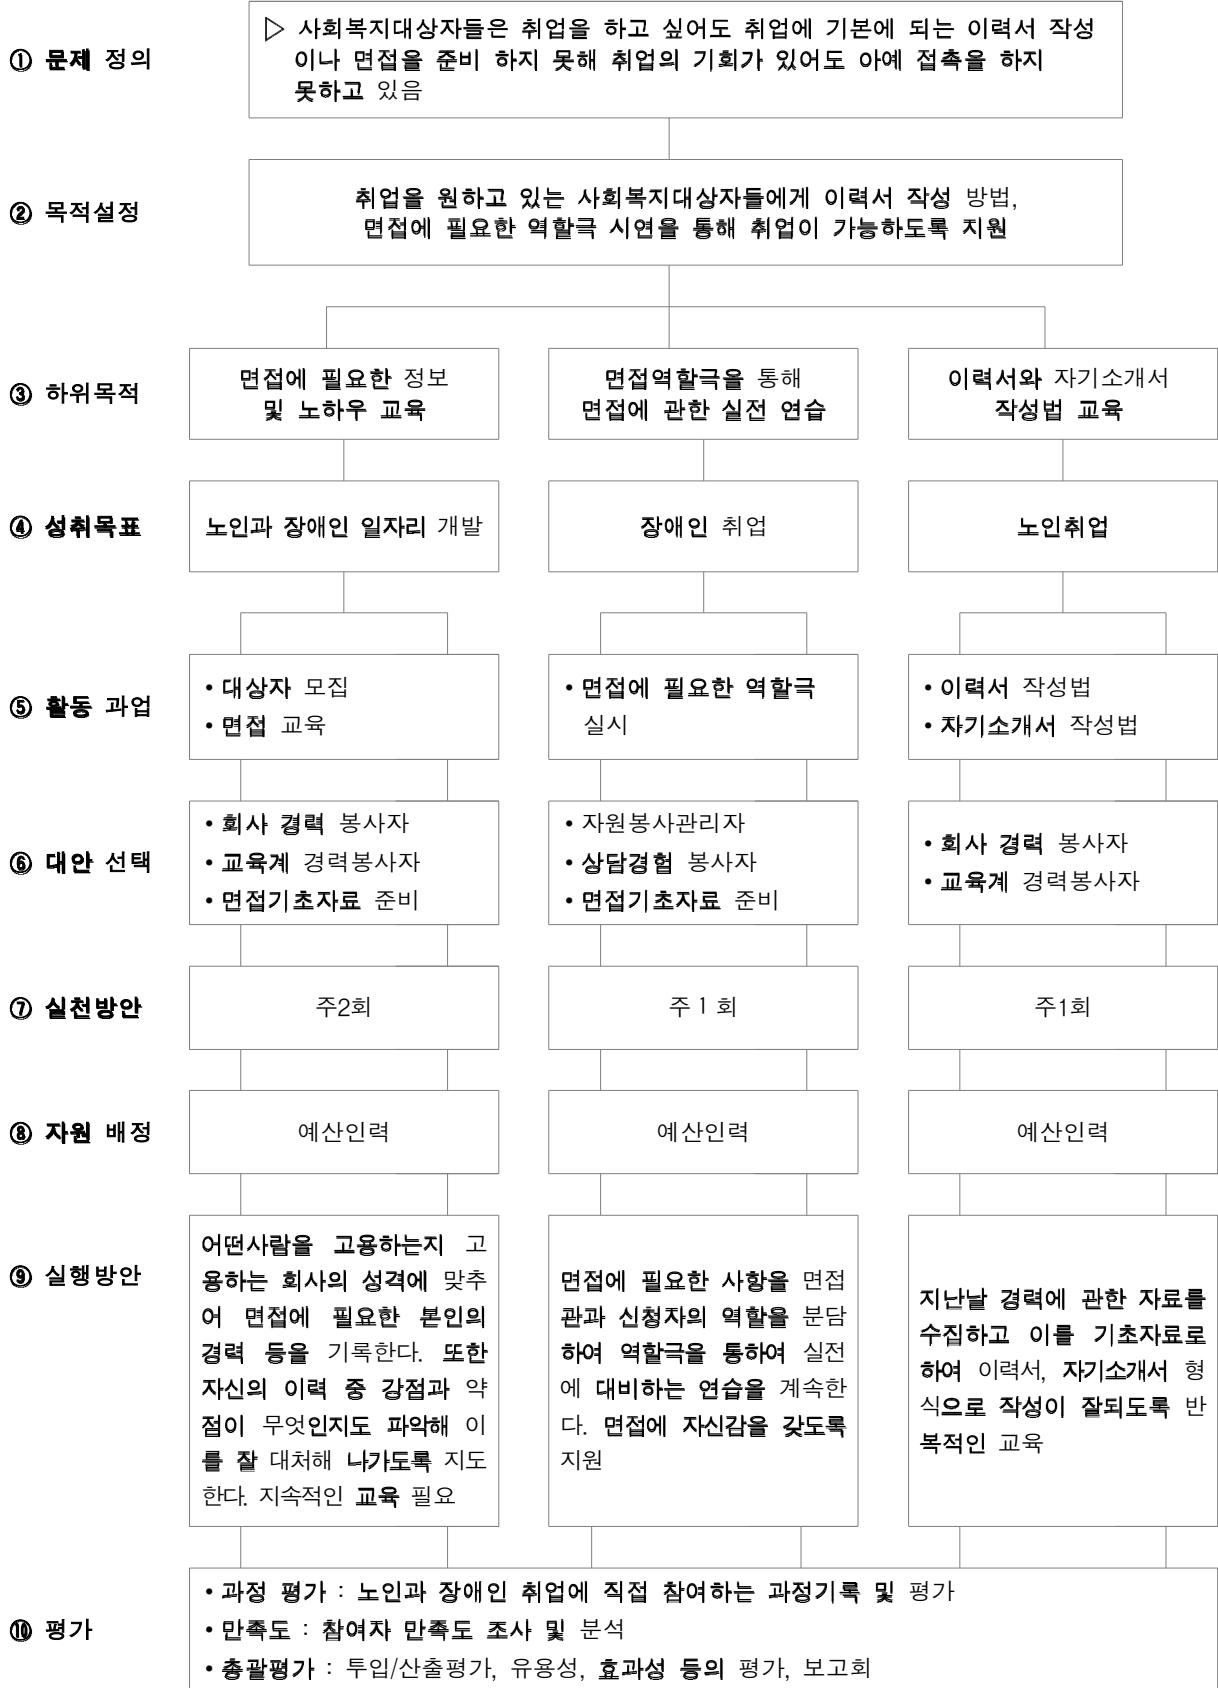 ① 문제 정의
▷ 사회복지대상자들은 취업을 하고 싶어도 취업에 기본에 되는 이력서 작성
이나 면접을 준비 하지 못해 취업의 기회가 있어도 아예 접촉을 하지
못하고 있음
② 목적설정
취업을 원하고 있는 사회복지대상자들에게 이력서 작성 방법,
면접에 필요한 역할극 시연을 통해 취업이 가능하도록 지원
③ 하위목적
면접에 필요한 정보
및 노하우 교육
면접역할극을 통해
면접에 관한 실전 연습
이력서와 자기소개서
작성법 교육
④ 성취목표
노인과 장애인 일자리 개발
장애인 취업
노인취업
⑤ 활동 과업
• 대상자 모집
• 면접 교육
• 면접에 필요한 역할극
실시
• 이력서 작성법
• 자기소개서 작성법
⑥ 대안 선택
• 회사 경력 봉사자
• 교육계 경력봉사자
• 면접기초자료 준비
• 자원봉사관리자
• 상담경험 봉사자
• 면접기초자료 준비
• 회사 경력 봉사자
• 교육계 경력봉사자
⑦ 실천방안
주2회
주 1 회
주1회
⑧ 자원 배정
예산인력
예산인력
예산인력
⑨ 실행방안
어떤사람을 고용하는지 고
용하는 회사의 성격에 맞추
어 면접에 필요한 본인의
경력 등을 기록한다. 또한
자신의 이력 중 강점과 약
점이 무엇인지도 파악해 이
를 잘 대처해 나가도록 지도
한다. 지속적인 교육 필요
면접에 필요한 사항을 면접
관과 신청자의 역할을 분담
하여 역할극을 통하여 실전
에 대비하는 연습을 계속한
다. 면접에 자신감을 갖도록
지원
지난날 경력에 관한 자료를
수집하고 이를 기초자료로
하여 이력서, 자기소개서 형
식으로 작성이 잘되도록 반
복적인 교육
⑩ 평가
• 과정 평가 : 노인과 장애인 취업에 직접 참여하는 과정기록 및 평가
• 만족도 : 참여자 만족도 조사 및 분석
• 총괄평가 : 투입/산출평가, 유용성, 효과성 등의 평가, 보고회